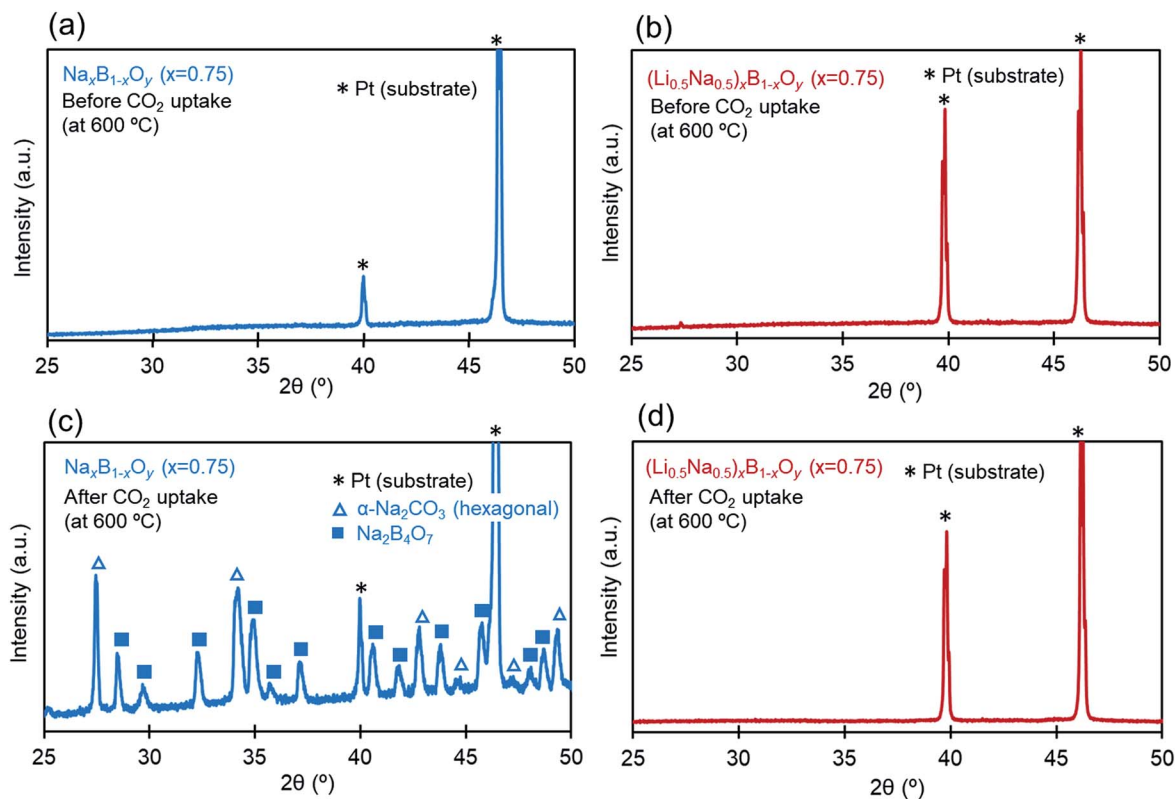 (a)
Na𝑥B1-𝑥O𝑦 (x=0.75)
Before CO2 uptake
(at 600 ºC)
*
* Pt (substrate)
*
Intensity (a.u.)
25 30 35 40 45 50
2θ (º)
(b)
(Li0.5Na0.5)𝑥B1-𝑥O𝑦 (x=0.75)
Before CO2 uptake
(at 600 ºC)
*
* Pt (substrate)
*
Intensity (a.u.)
25 30 35 40 45 50
2θ (º)
(c)
Na𝑥B1-𝑥O𝑦 (x=0.75)
After CO2 uptake
(at 600 ºC)
*
* Pt (substrate)
△ α-Na2CO3 (hexagonal)
■ Na2B4O7
*
Intensity (a.u.)
25 30 35 40 45 50
2θ (º)
(d)
(Li0.5Na0.5)𝑥B1-𝑥O𝑦 (x=0.75)
After CO2 uptake
(at 600 ºC)
*
* Pt (substrate)
*
Intensity (a.u.)
25 30 35 40 45 50
2θ (º)